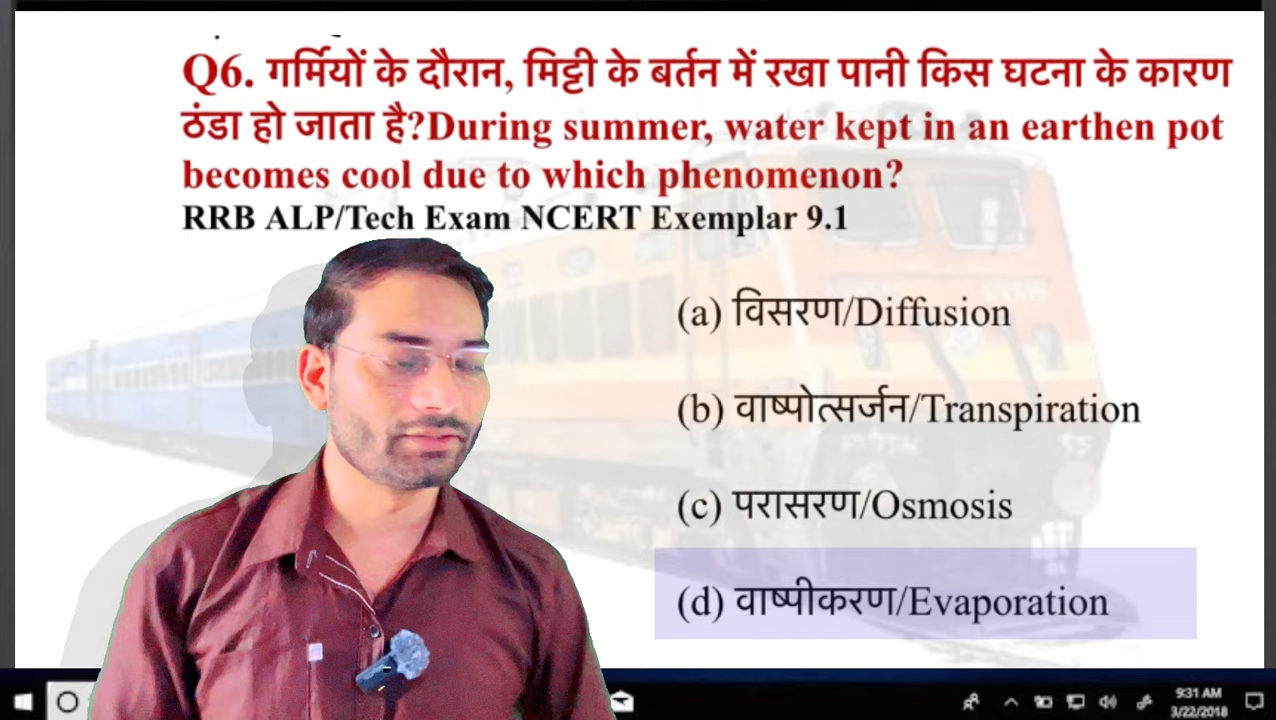 Q6. गर्मियों के दौरान, मिट्टी के बर्तन में रखा पानी किस घटना के कारण
ठंडा हो जाता है?During summer, water kept in an earthen pot
becomes cool due to which phenomenon?
RRB ALP/Tech Exam NCERT Exemplar 9.1
(a) विसरण/Diffusion
(b) वाष्पोत्सर्जन/Transpiration
(c) परासरण/Osmosis
(d) वाष्पीकरण/Evaporation
9:31 AM
3/22/2018